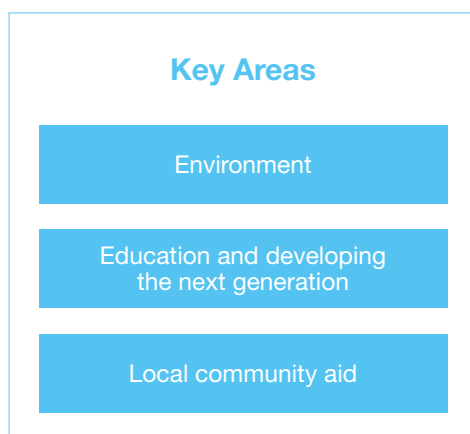 Key Areas
Environment
Education and developing
the next generation
Local community aid